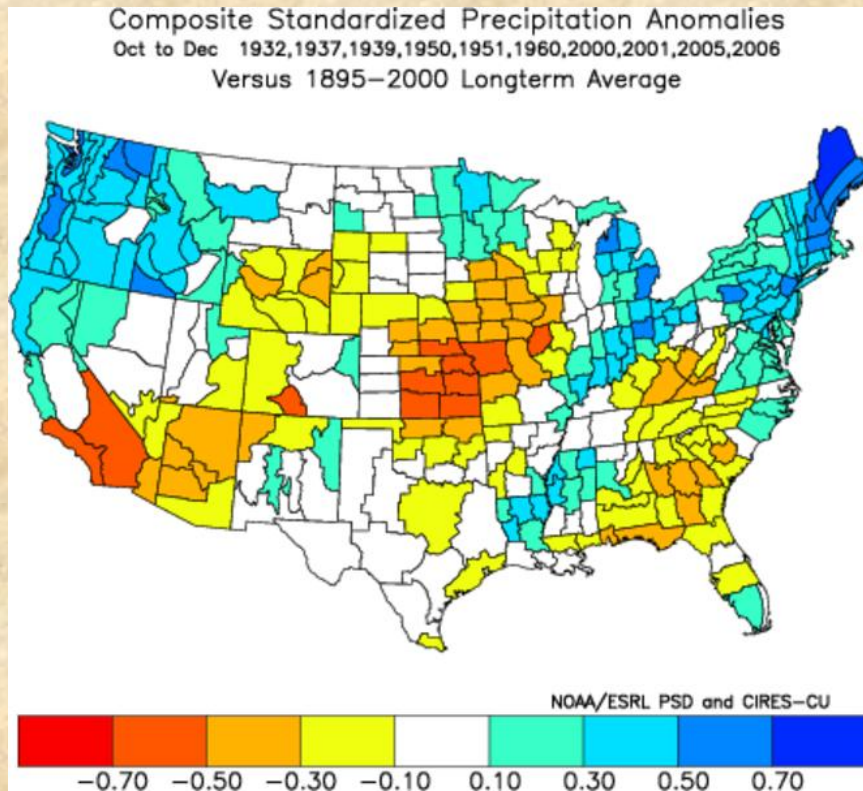 Composite Standardized Precipitation Anomalies
Oct to Dec 1932,1937,1939,1950,1951,1960,2000,2001,2005,2006
Versus 1895−2000 Longterm Average
NOAA/ESRL PSD and CIRES−CU
−0.70 −0.50 −0.30 −0.10 0.10 0.30 0.50 0.70